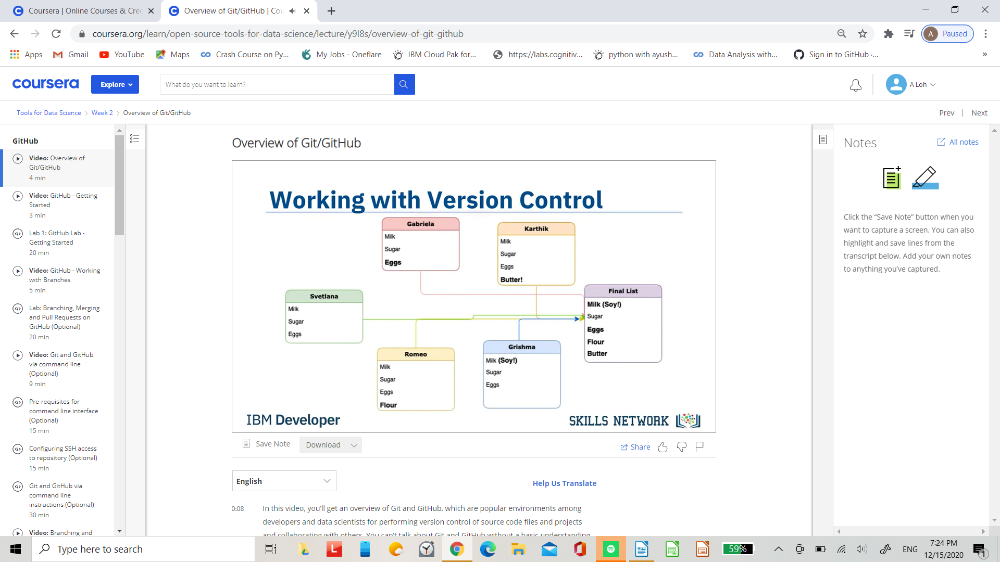 Coursera | Online Courses & Cred
Overview of Git/GitHub | Cou
coursera.org/learn/open-source-tools-for-data-science/lecture/y9l8s/overview-of-git-github
A Paused
Apps
Gmail
YouTube
Maps
Crash Course on Py...
My Jobs - Oneflare
IBM Cloud Pak for...
https://labs.cognitiv...
python with ayush...
Data Analysis with...
Sign in to GitHub ·...
»
coursera
Explore
What do you want to learn?
A Loh
Tools for Data Science > Week 2 > Overview of Git/GitHub
Prev | Next
GitHub
Video: Overview of
Git/GitHub
4 min
Video: GitHub - Getting
Started
3 min
Lab 1: GitHub Lab -
Getting Started
20 min
Video: GitHub - Working
with Branches
5 min
Lab: Branching, Merging
and Pull Requests on
GitHub (Optional)
20 min
Video: Git and GitHub
via command line
(Optional)
9 min
Pre-requisites for
command line interface
(Optional)
15 min
Configuring SSH access
to repository (Optional)
15 min
Git and GitHub via
command line
instructions (Optional)
30 min
Video: Branching and
Overview of Git/GitHub
Working with Version Control
Gabriela
Milk
Sugar
Eggs
Karthik
Milk
Sugar
Eggs
Butter!
Svetlana
Milk
Sugar
Eggs
Final List
Milk (Soy!)
Sugar
Eggs
Flour
Butter
Romeo
Milk
Sugar
Eggs
Flour
Grishma
Milk (Soy!)
Sugar
Eggs
IBM Developer
SKILLS NETWORK
Save Note
Download
Share
English
Help Us Translate
0:08
In this video, you'll get an overview of Git and GitHub, which are popular environments among
developers and data scientists for performing version control of source code files and projects
and collaborating with others. You can't talk about Git and GitHub without a basic understanding
Notes
All notes
Click the “Save Note” button when you
want to capture a screen. You can also
highlight and save lines from the
transcript below. Add your own notes
to anything you've captured.
Type here to search
L
59%
ENG
7:24 PM
12/15/2020
1